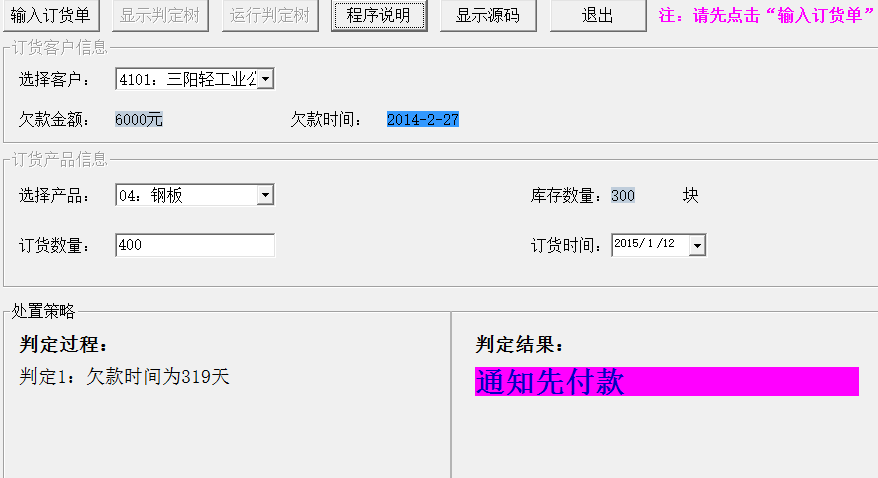 输入订货单 显示判定树 运行判定树 程序说明 显示源码 退出 注：请先点击“输入订货单”
订货客户信息
选择客户： 4101：三阳轻工业公
欠款金额： 6000元 欠款时间： 2014-2-27
订货产品信息
选择产品： 04：钢板 库存数量：300 块
订货数量： 400 订货时间：2015/ 1 /12
处置策略
判定过程： 判定结果：
判定1：欠款时间为319天 通知先付款